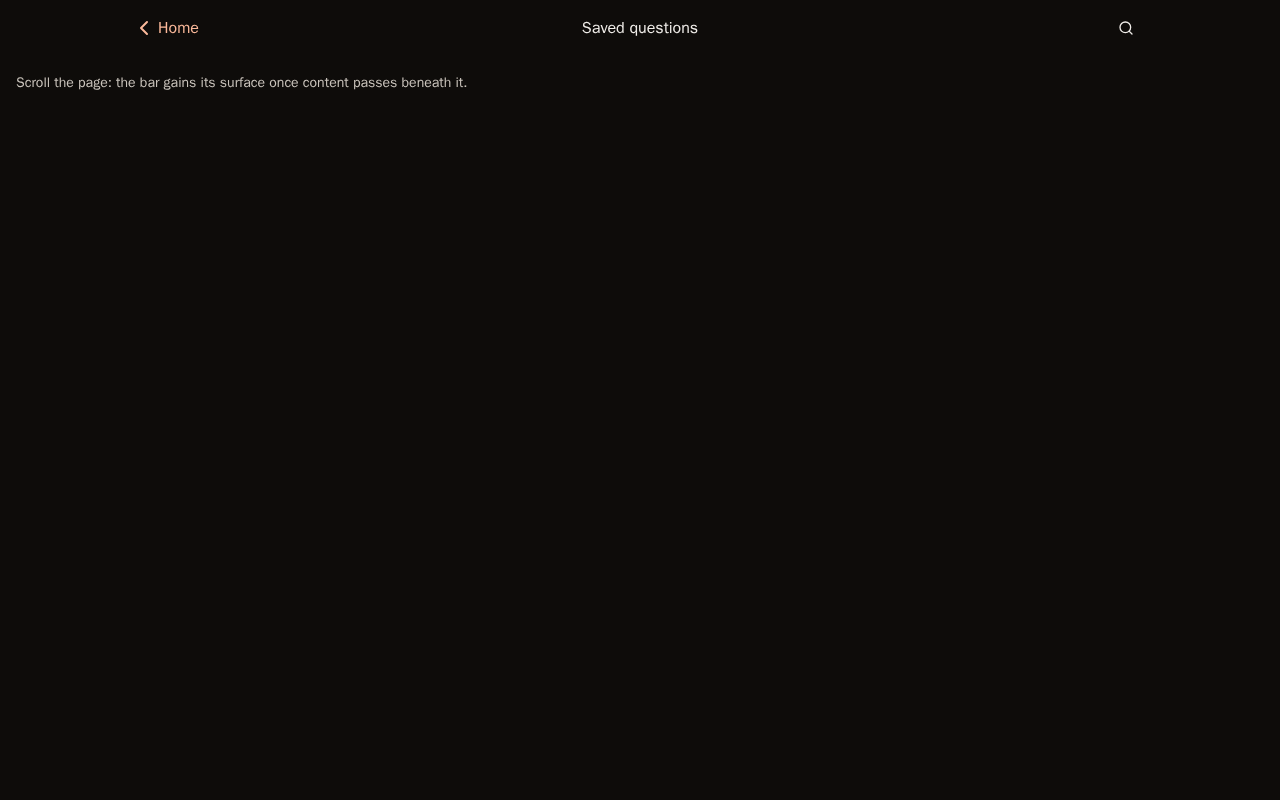 Home
Saved questions
Scroll the page: the bar gains its surface once content passes beneath it.